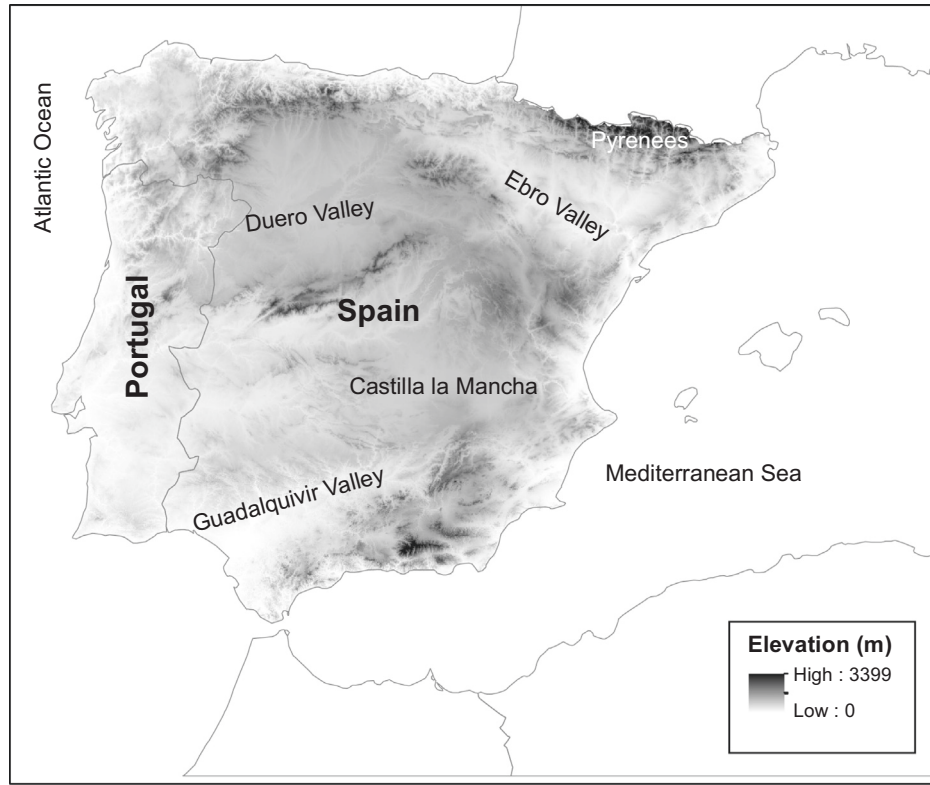 Atlantic Ocean
Pyrenees
Ebro Valley
Duero Valley
Portugal
Spain
Castilla la Mancha
Mediterranean Sea
Guadalquivir Valley
Elevation (m)
High : 3399
Low : 0